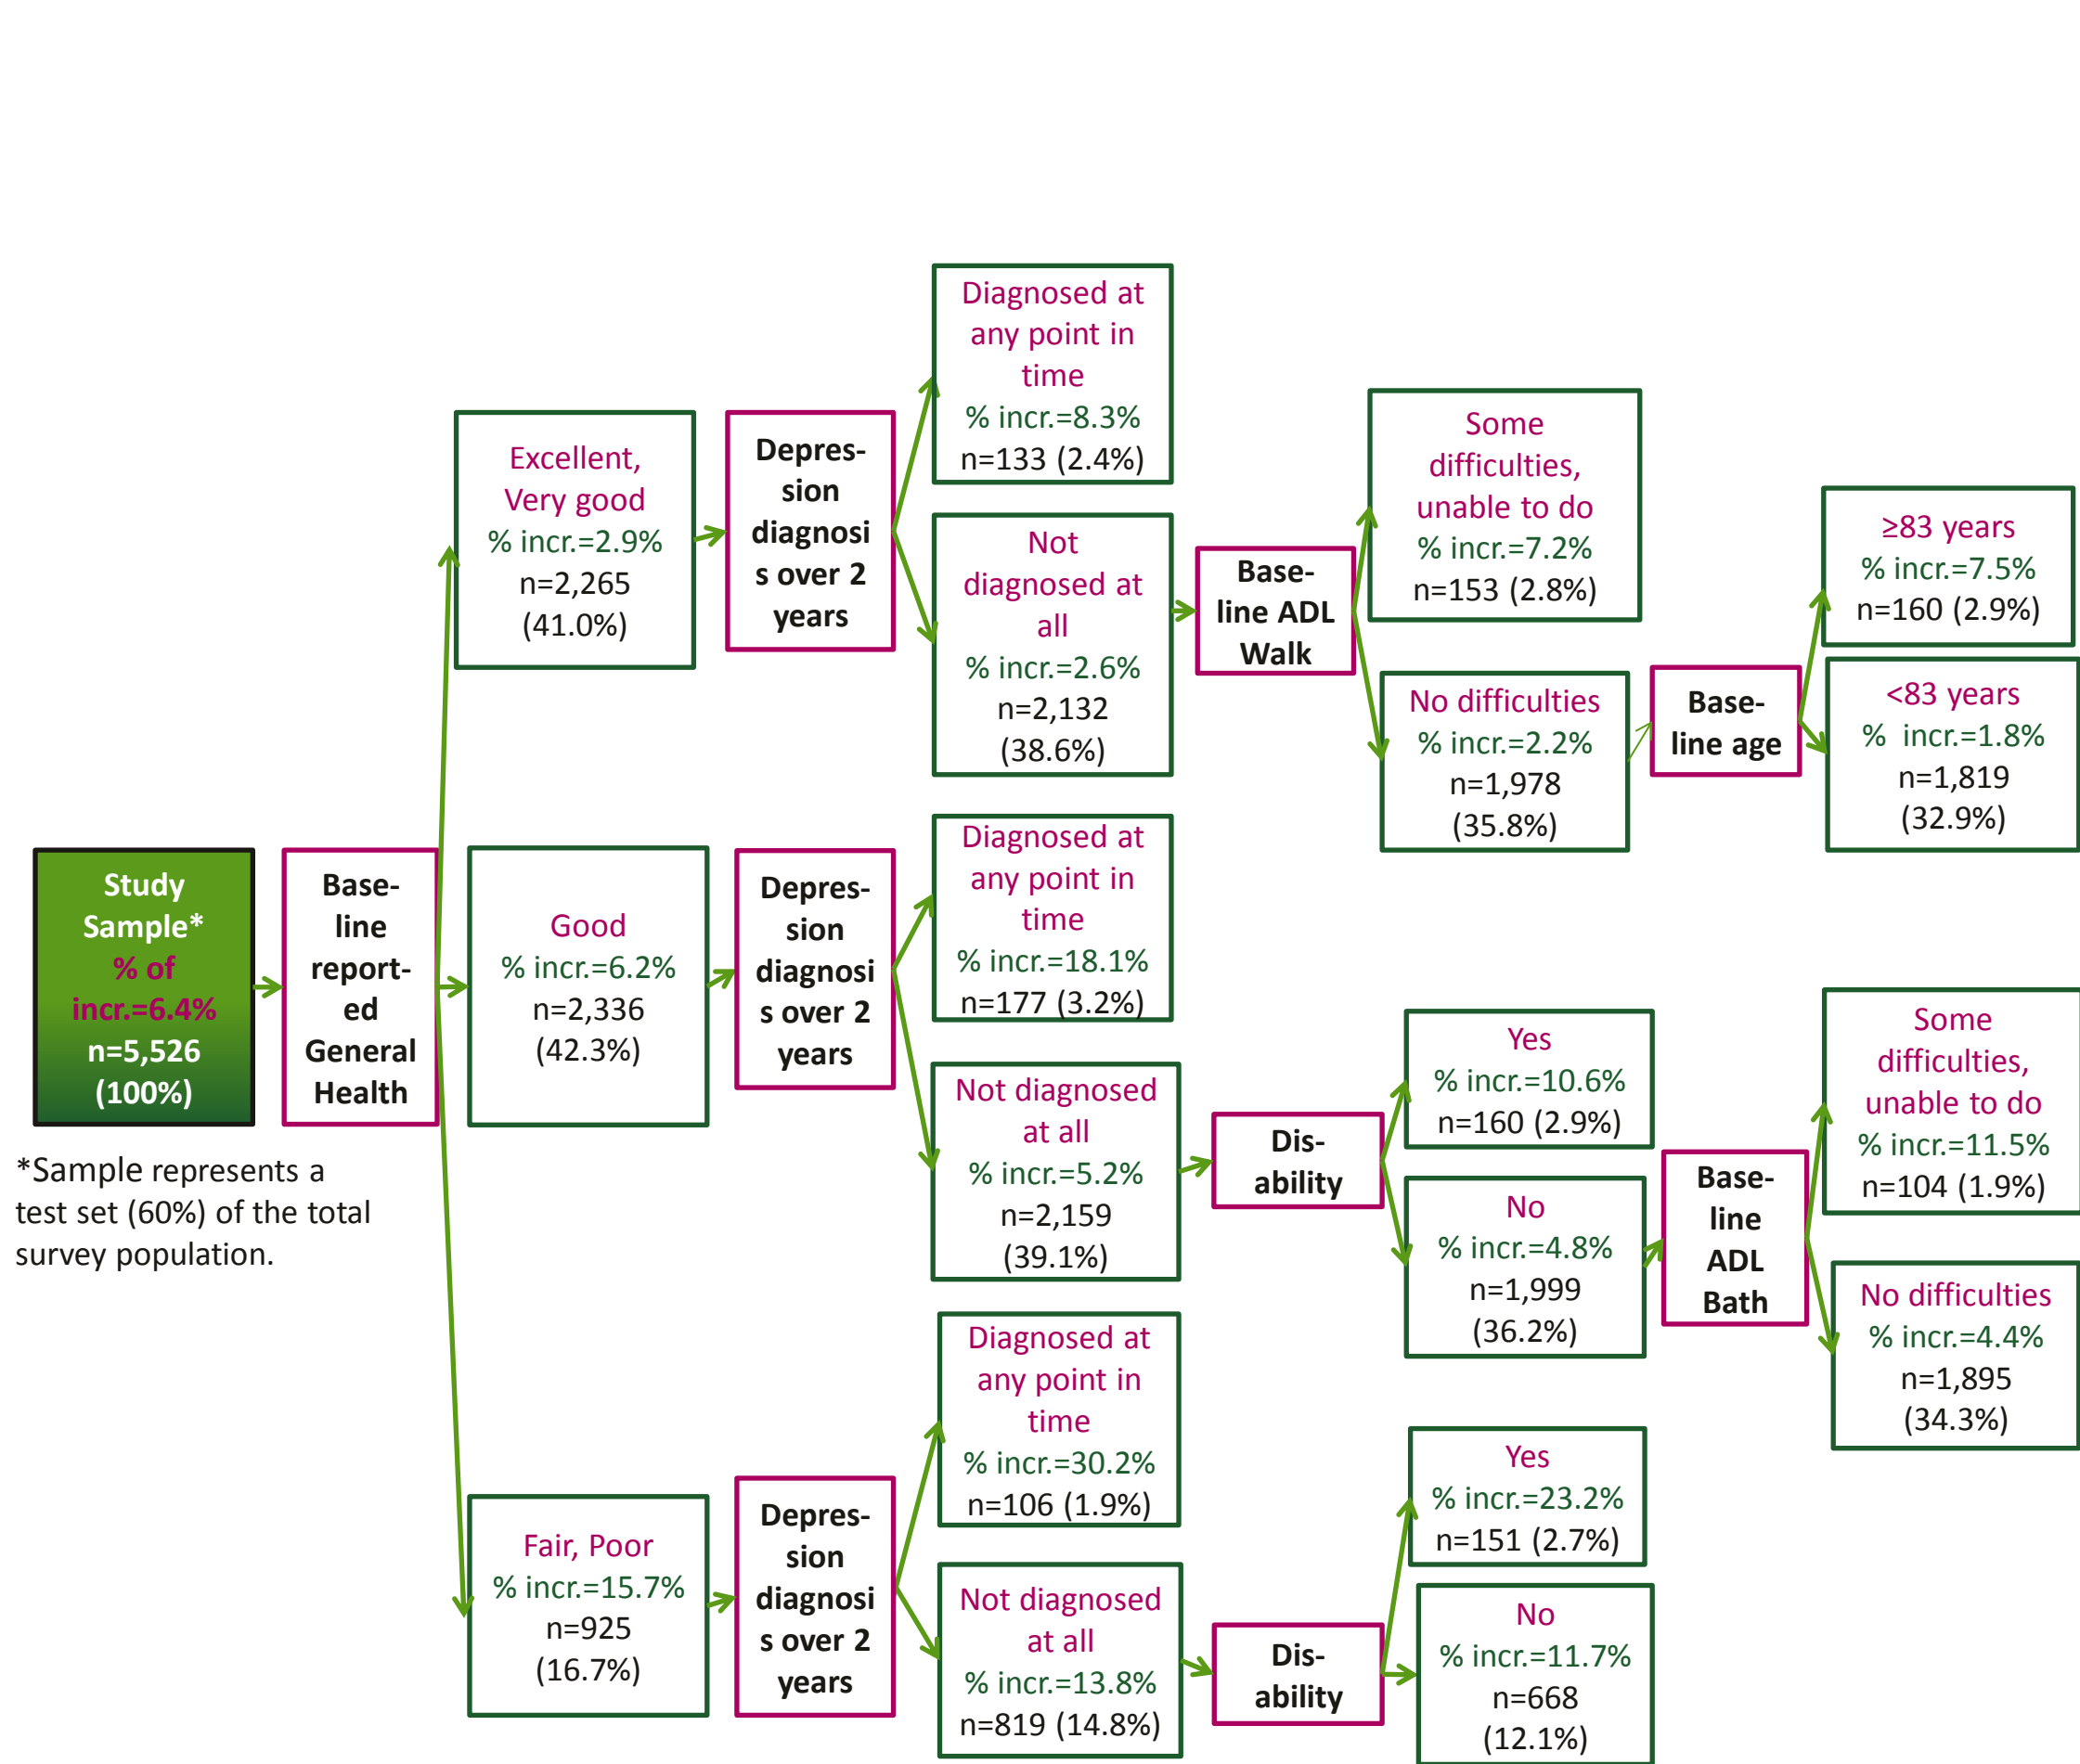 Study
Sample*
% of
incr.=6.4%
n=5,526
(100%)
*Sample represents a
test set (60%) of the total
survey population.
Base-
line
report-
ed
General
Health
Excellent,
Very good
% incr.=2.9%
n=2,265
(41.0%)
Depres-
sion
diagnosi
s over 2
years
Diagnosed at
any point in
time
% incr.=8.3%
n=133 (2.4%)
Not
diagnosed at
all
% incr.=2.6%
n=2,132
(38.6%)
Base-
line ADL
Walk
Some
difficulties,
unable to do
% incr.=7.2%
n=153 (2.8%)
No difficulties
% incr.=2.2%
n=1,978
(35.8%)
Base-
line age
≥83 years
% incr.=7.5%
n=160 (2.9%)
<83 years
%  incr.=1.8%
n=1,819
(32.9%)
Good
% incr.=6.2%
n=2,336
(42.3%)
Depres-
sion
diagnosi
s over 2
years
Diagnosed at
any point in
time
% incr.=18.1%
n=177 (3.2%)
Not diagnosed
at all
% incr.=5.2%
n=2,159
(39.1%)
Dis-
ability
Yes
% incr.=10.6%
n=160 (2.9%)
No
% incr.=4.8%
n=1,999
(36.2%)
Base-
line
ADL
Bath
Some
difficulties,
unable to do
% incr.=11.5%
n=104 (1.9%)
No difficulties
% incr.=4.4%
n=1,895
(34.3%)
Fair, Poor
% incr.=15.7%
n=925
(16.7%)
Depres-
sion
diagnosi
s over 2
years
Diagnosed at
any point in
time
% incr.=30.2%
n=106 (1.9%)
Not diagnosed
at all
% incr.=13.8%
n=819 (14.8%)
Dis-
ability
Yes
% incr.=23.2%
n=151 (2.7%)
No
% incr.=11.7%
n=668
(12.1%)